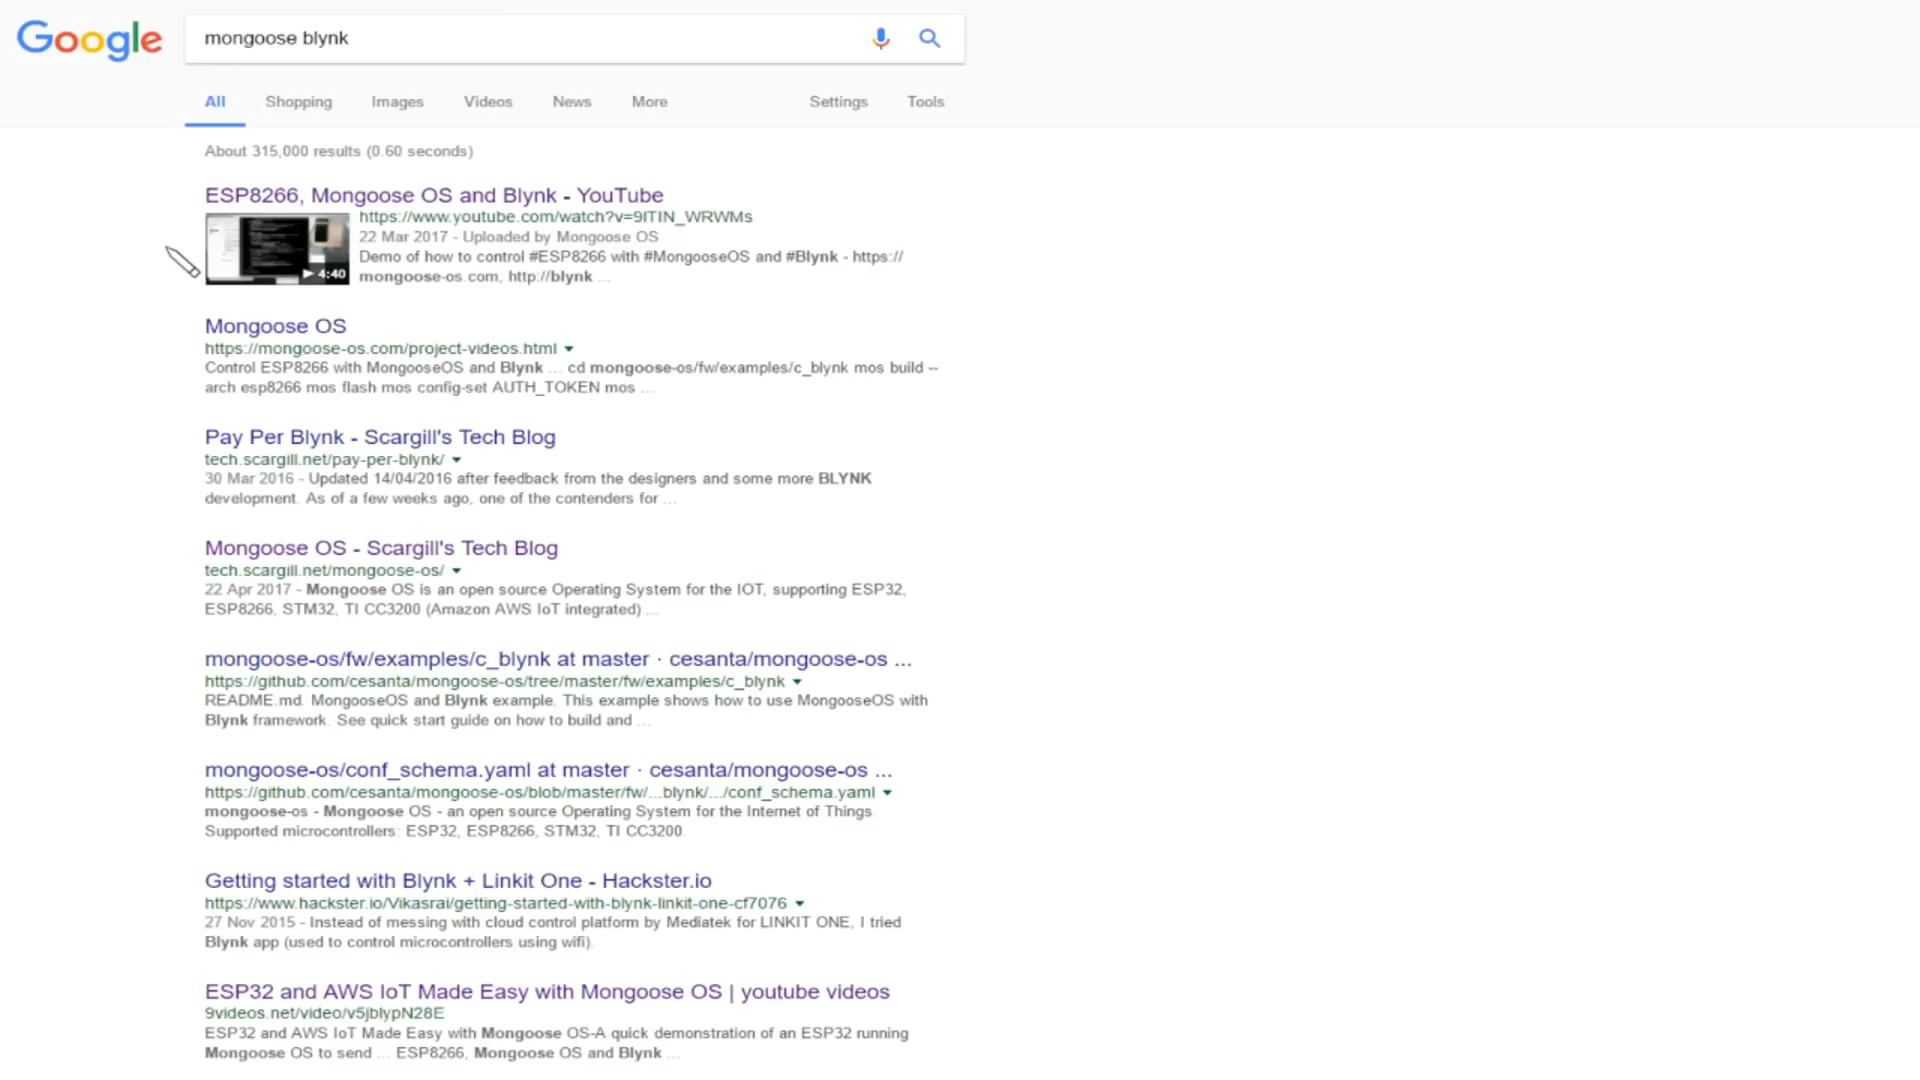 Google
mongoose blynk
All Shopping Images Videos News More Settings Tools
About 315,000 results (0.60 seconds)
ESP8266, Mongoose OS and Blynk - YouTube
https://www.youtube.com/watch?v=9ITIN_WRWMs
22 Mar 2017 - Uploaded by Mongoose OS
Demo of how to control #ESP8266 with #MongooseOS and #Blynk - https://
mongoose-os.com, http://blynk ...
4:40
Mongoose OS
https://mongoose-os.com/project-videos.html
Control ESP8266 with MongooseOS and Blynk ... cd mongoose-os/fw/examples/c_blynk mos build --
arch esp8266 mos flash mos config-set AUTH_TOKEN mos ...
Pay Per Blynk - Scargill's Tech Blog
tech.scargill.net/pay-per-blynk/
30 Mar 2016 - Updated 14/04/2016 after feedback from the designers and some more BLYNK
development. As of a few weeks ago, one of the contenders for ...
Mongoose OS - Scargill's Tech Blog
tech.scargill.net/mongoose-os/
22 Apr 2017 - Mongoose OS is an open source Operating System for the IOT, supporting ESP32,
ESP8266, STM32, TI CC3200 (Amazon AWS IoT integrated) ...
mongoose-os/fw/examples/c_blynk at master · cesanta/mongoose-os ...
https://github.com/cesanta/mongoose-os/tree/master/fw/examples/c_blynk
README.md. MongooseOS and Blynk example. This example shows how to use MongooseOS with
Blynk framework. See quick start guide on how to build and ...
mongoose-os/conf_schema.yaml at master · cesanta/mongoose-os ...
https://github.com/cesanta/mongoose-os/blob/master/fw/...blynk/.../conf_schema.yaml
mongoose-os - Mongoose OS - an open source Operating System for the Internet of Things.
Supported microcontrollers: ESP32, ESP8266, STM32, TI CC3200.
Getting started with Blynk + Linkit One - Hackster.io
https://www.hackster.io/Vikasrai/getting-started-with-blynk-linkit-one-cf7076
27 Nov 2015 - Instead of messing with cloud control platform by Mediatek for LINKIT ONE, I tried
Blynk app (used to control microcontrollers using wifi).
ESP32 and AWS IoT Made Easy with Mongoose OS | youtube videos
9videos.net/video/v5jblypN28E
ESP32 and AWS IoT Made Easy with Mongoose OS-A quick demonstration of an ESP32 running
Mongoose OS to send ... ESP8266, Mongoose OS and Blynk ...